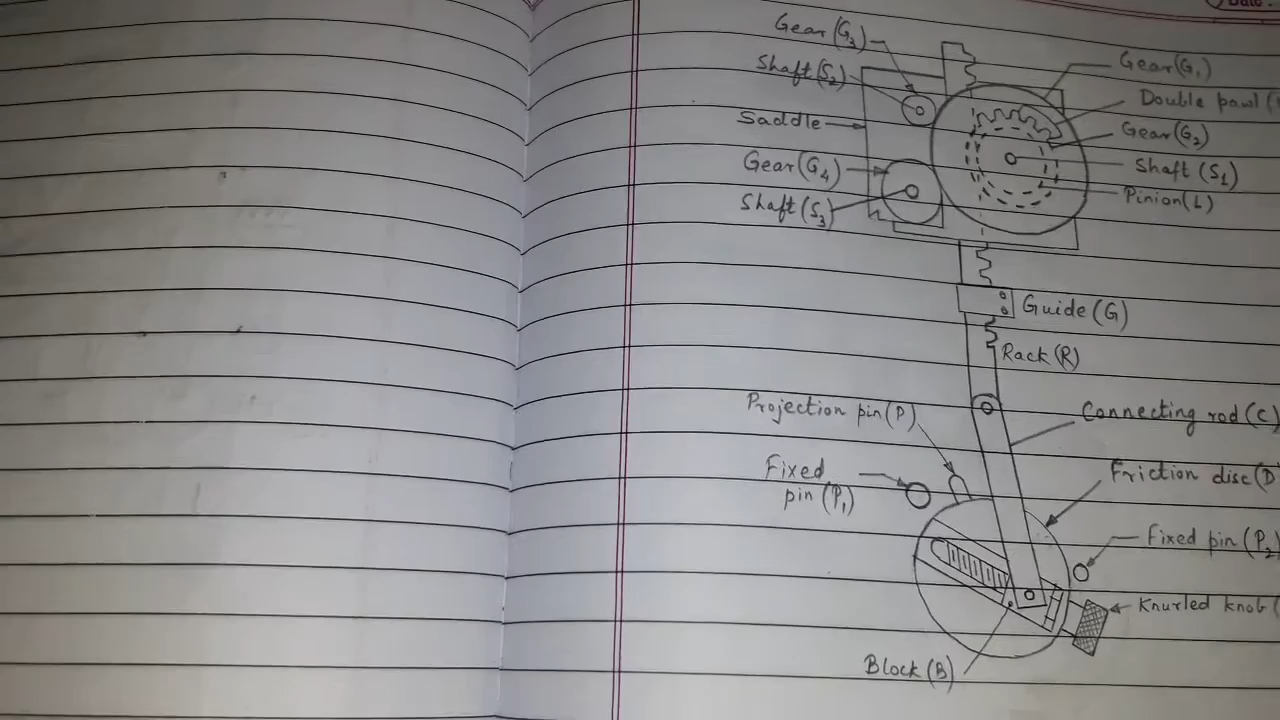 Date:
Gear(G3)
Shaft(S2)
Saddle
Gear(G4)
Shaft(S3)
Gear(G1)
Double pawl(
Gear(G2)
Shaft(S1)
Pinion(L)
Guide(G)
Rack(R)
Projection pin(P)
Connecting rod(C)
Fixed
pin(P1)
Friction disc(D
Fixed pin(P2
Knurled knob(
Block(B)